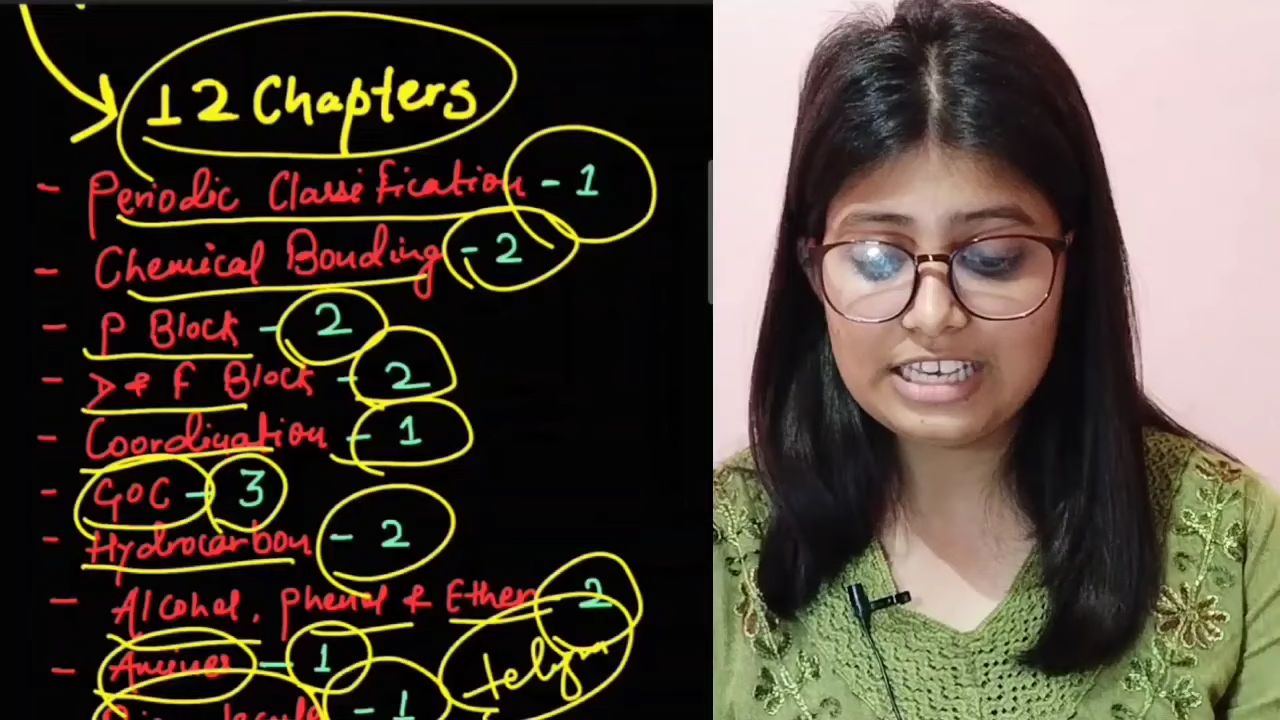 12 Chapters
- Periodic Classification - 1
- Chemical Bonding - 2
- P Block - 2
- D & F Block - 2
- Coordination - 1
- GOC - 3
- Hydrocarbon - 2
- Alcohol, Phenol & Ether - 2
- Amines - 1
- 1